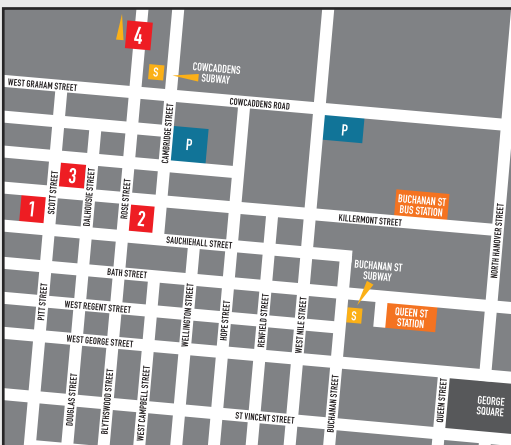 4
S
COWCADDENS
SUBWAY
WEST GRAHAM STREET
COWCADDENS ROAD
CAMBRIDGE STREET
P
P
3
SCOTT STREET
DALHOUSIE STREET
ROSE STREET
1
2
BUCHANAN ST
BUS STATION
KILLERMONT STREET
NORTH HANOVER STREET
SAUCHIEHALL STREET
BUCHANAN ST
SUBWAY
BATH STREET
PITT STREET
WEST REGENT STREET
WELLINGTON STREET
HOPE STREET
RENFIELD STREET
WEST NILE STREET
S
QUEEN ST
STATION
WEST GEORGE STREET
DOUGLAS STREET
BLYTHSWOOD STREET
WEST CAMPBELL STREET
BUCHANAN STREET
QUEEN STREET
GEORGE
SQUARE
ST VINCENT STREET